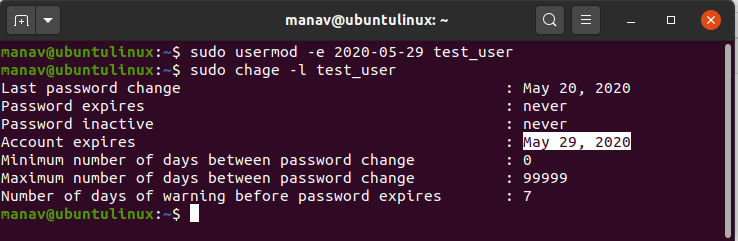 manav@ubuntulinux: ~
manav@ubuntulinux:~$ sudo usermod -e 2020-05-29 test_user
manav@ubuntulinux:~$ sudo chage -l test_user
Last password change : May 20, 2020
Password expires : never
Password inactive : never
Account expires : May 29, 2020
Minimum number of days between password change : 0
Maximum number of days between password change : 99999
Number of days of warning before password expires : 7
manav@ubuntulinux:~$